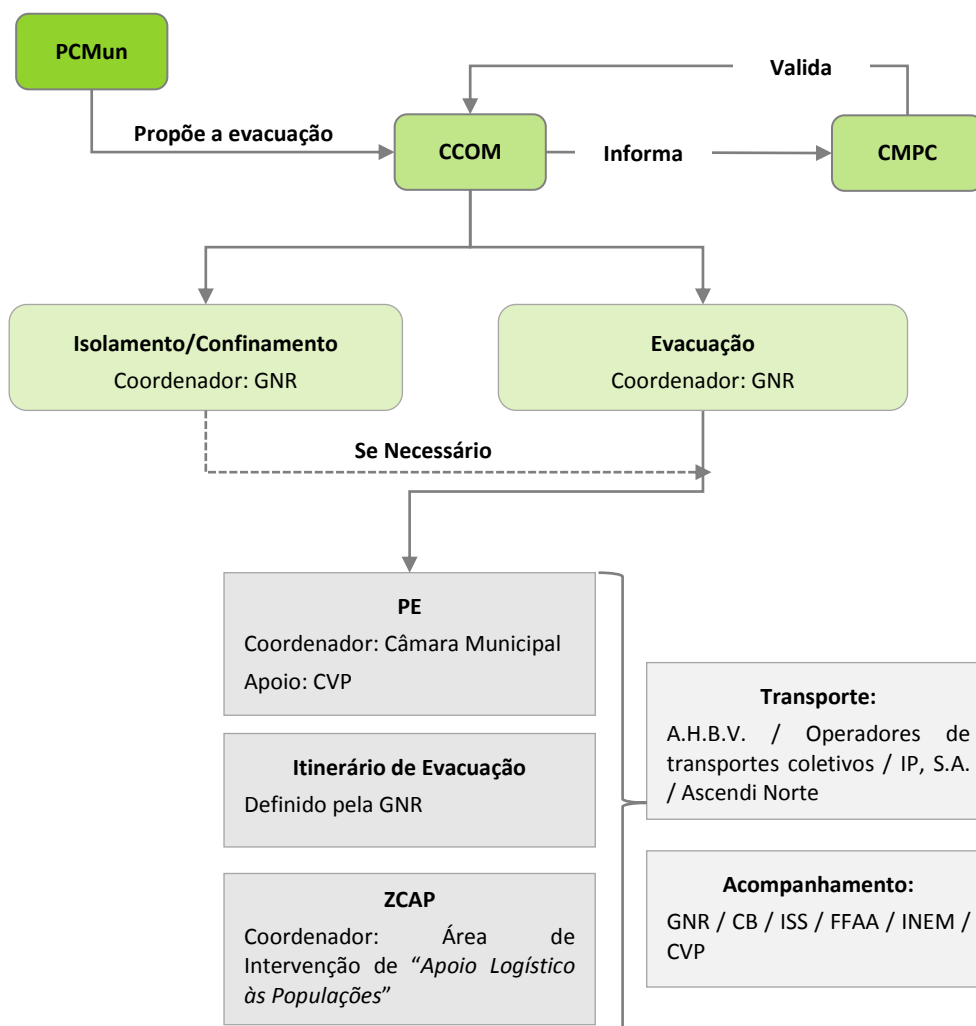 PCMun
Valida
Propõe a evacuação
CCOM
Informa
CMPC
Isolamento/Confinamento
Coordenador: GNR
Evacuação
Coordenador: GNR
Se Necessário
PE
Coordenador: Câmara Municipal
Apoio: CVP
Itinerário de Evacuação
Definido pela GNR
ZCAP
Coordenador: Área de
Intervenção de “Apoio Logístico
às Populações”
Transporte:
A.H.B.V. / Operadores de
transportes coletivos / IP, S.A.
/ Ascendi Norte
Acompanhamento:
GNR / CB / ISS / FFAA / INEM /
CVP